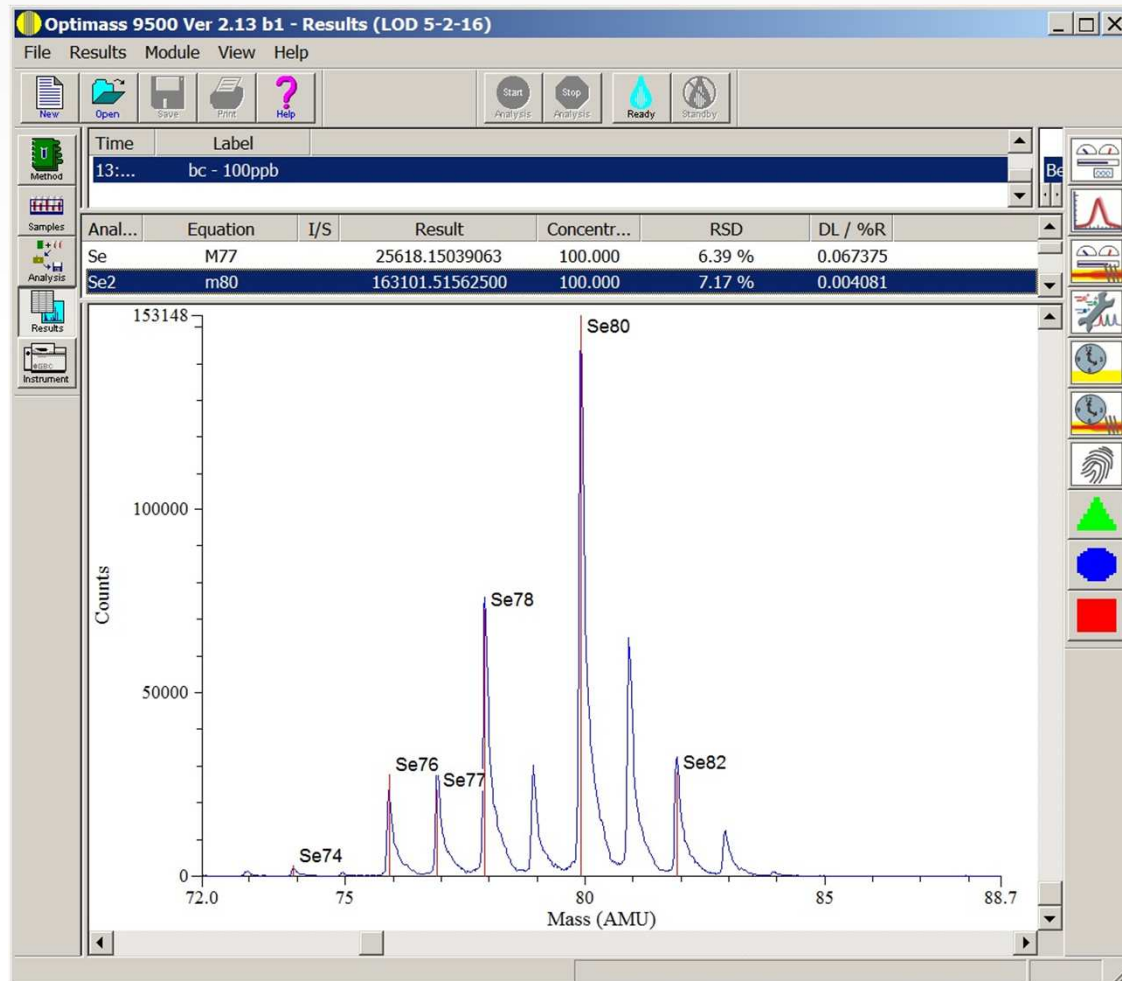 Optimass 9500 Ver 2.13 b1 - Results (LOD 5-2-16)
File Results Module View Help
New Open Save Print Help Start Analysis Stop Analysis Ready Standby
Method
Samples
Analysis
Results
Instrument
Time Label
13:... bc - 100ppb Be
Anal... Equation I/S Result Concentr... RSD DL / %R
Se M77 25618.15039063 100.000 6.39 % 0.067375
Se2 m80 163101.51562500 100.000 7.17 % 0.004081
153148
Se80
100000
Counts
Se78
50000
Se76
Se77
Se82
Se74
0
72.0 75 80 85 88.7
Mass (AMU)